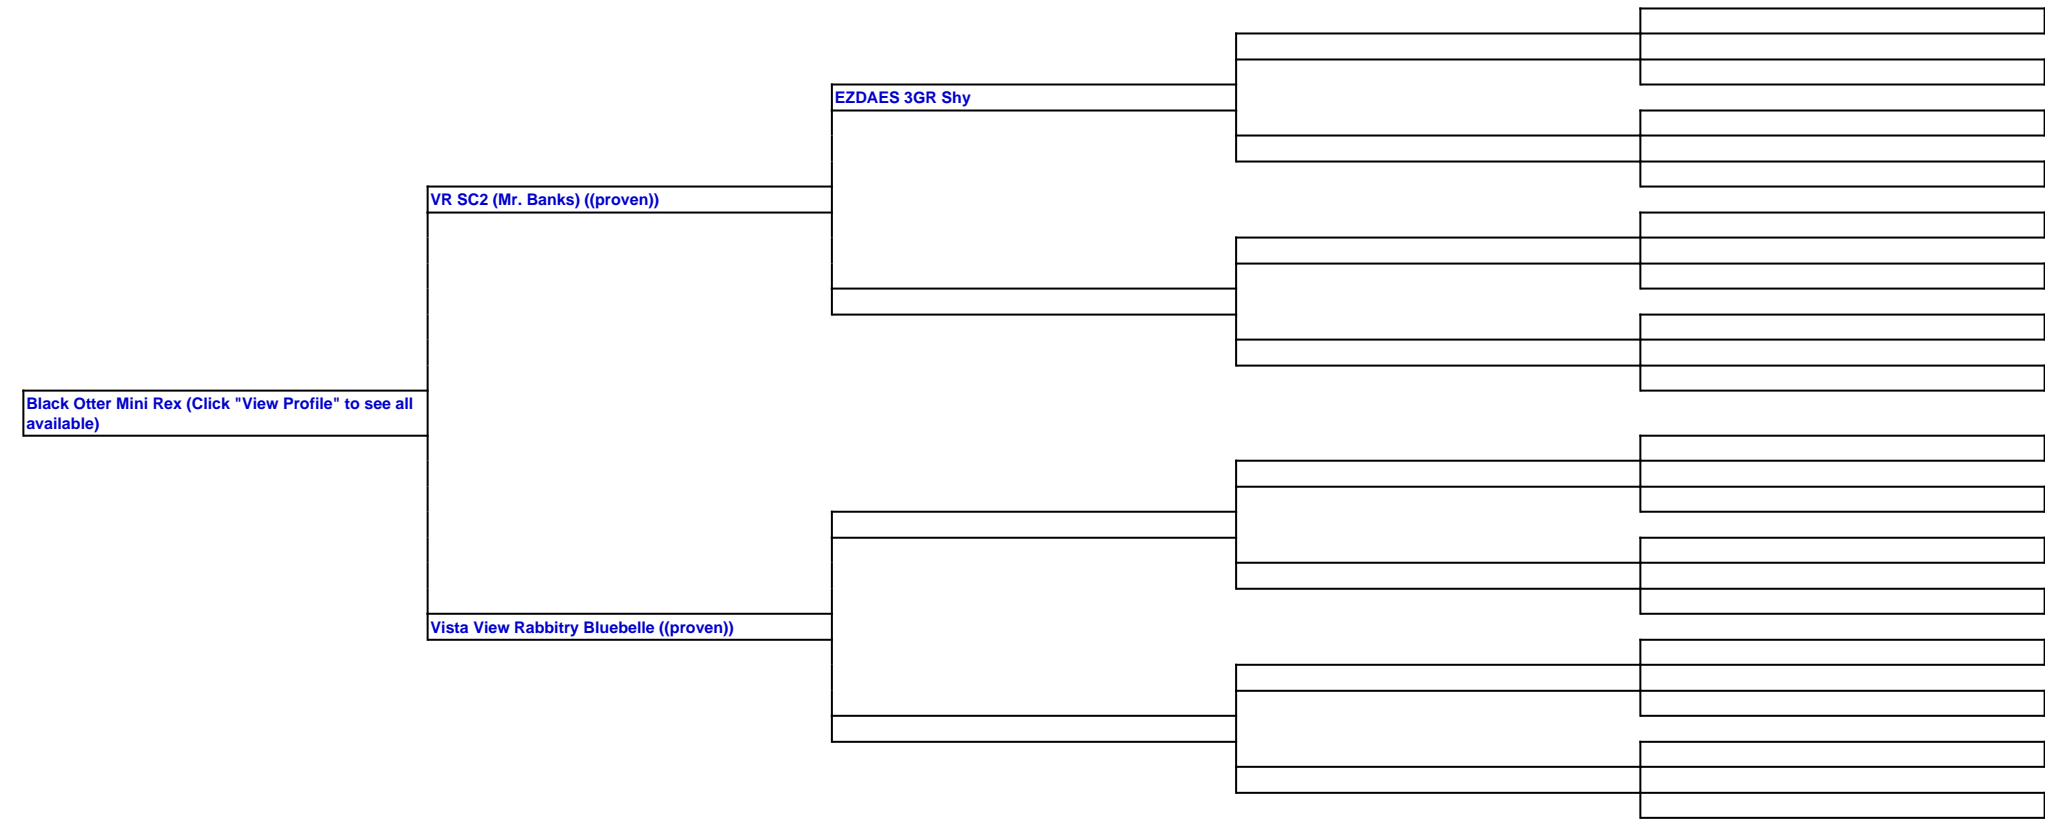 EZDAES 3GR Shy
VR SC2 (Mr. Banks) ((proven))
Black Otter Mini Rex (Click "View Profile" to see all
available)
Vista View Rabbitry Bluebelle ((proven))